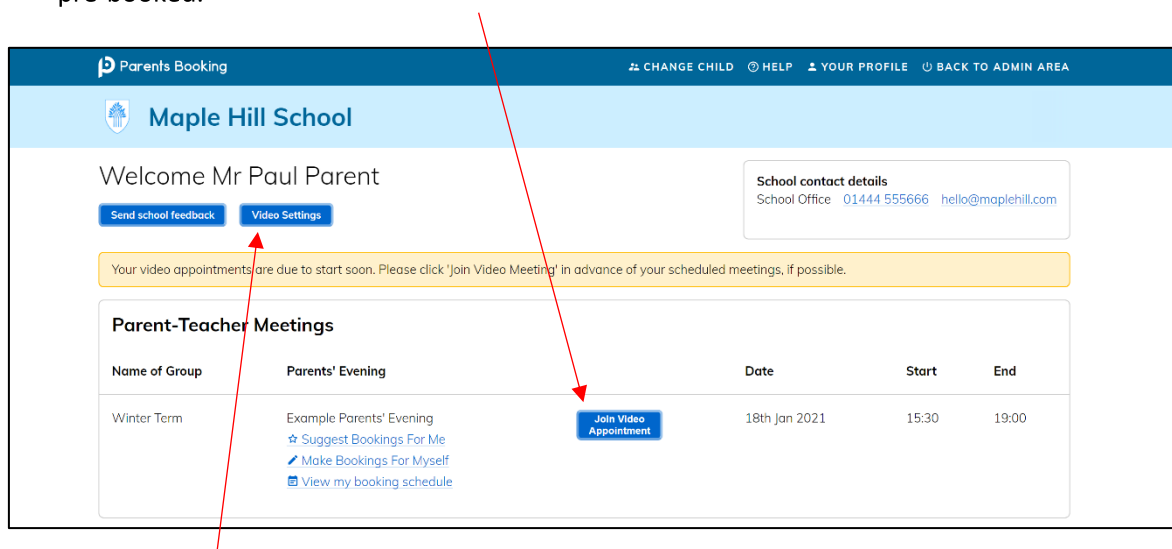 pre-booked.
Parents Booking
CHANGE CHILD HELP YOUR PROFILE BACK TO ADMIN AREA
Maple Hill School
Welcome Mr Paul Parent
Send school feedback Video Settings
School contact details
School Office 01444 555666 hello@maplehill.com
Your video appointments are due to start soon. Please click 'Join Video Meeting' in advance of your scheduled meetings, if possible.
Parent-Teacher Meetings
Name of Group Parents' Evening Date Start End
Winter Term Example Parents' Evening Join Video Appointment 18th Jan 2021 15:30 19:00
Suggest Bookings For Me
Make Bookings For Myself
View my booking schedule